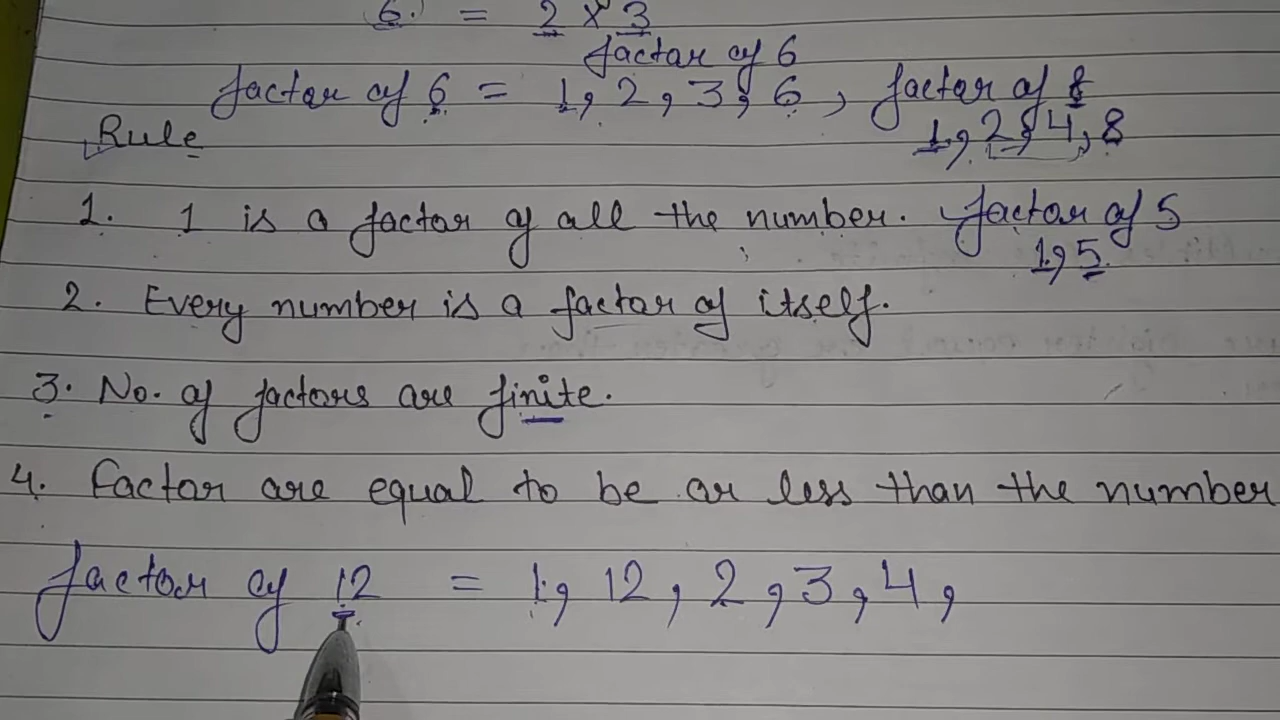 6. = 2 x 3
factor of 6
factor of 6 = 1, 2, 3, 6, factor of 8
1, 2, 4, 8
Rule
1. 1 is a factor of all the number. factor of 5
1, 5
2. Every number is a factor of itself.
3. No. of factors are finite.
4. Factor are equal to be or less than the number
factor of 12 = 1, 12, 2, 3, 4,